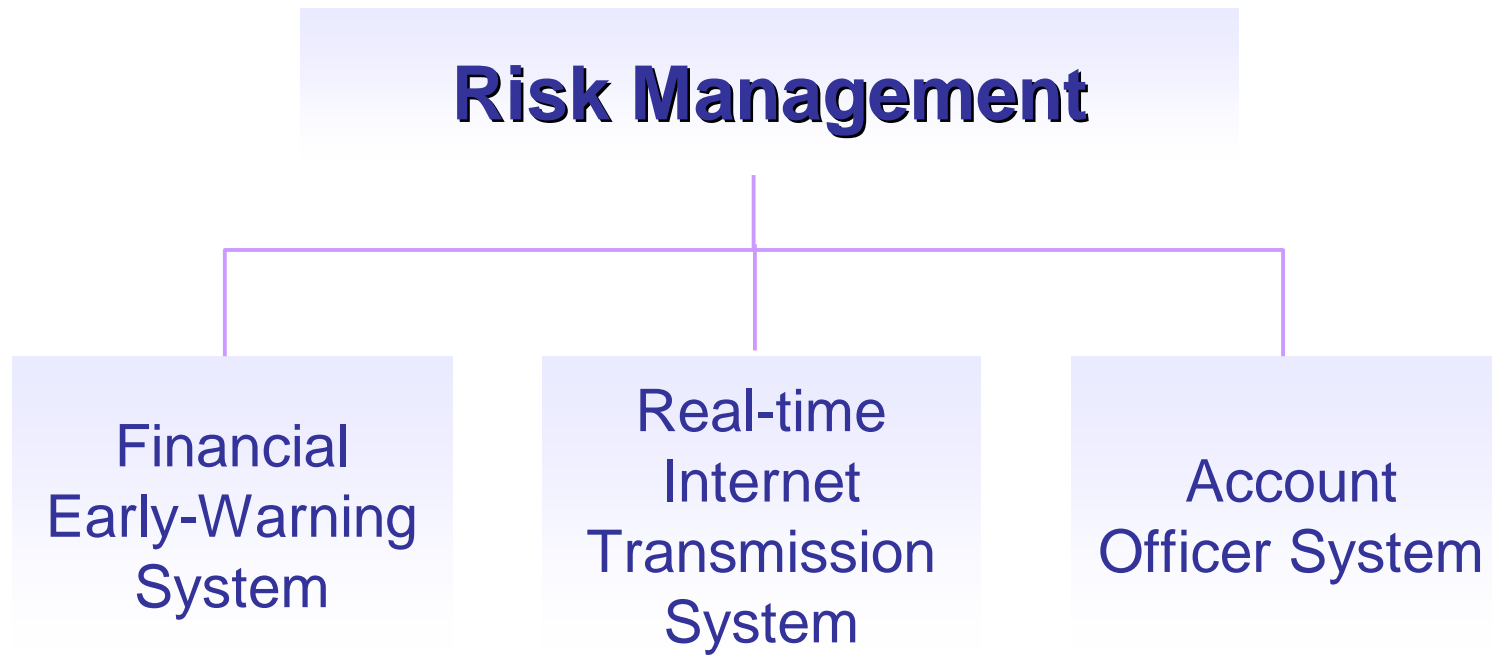 Risk Management
Financial
Early-Warning
System
Real-time
Internet
Transmission
System
Account
Officer System